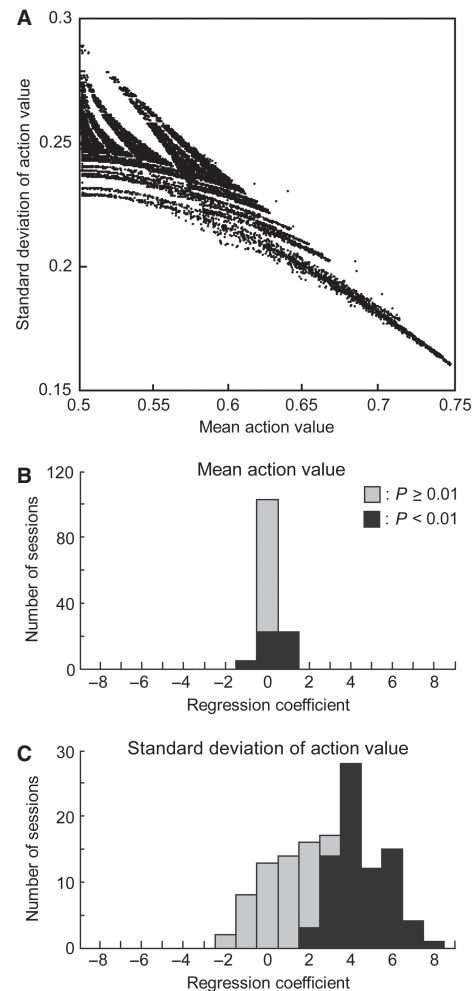 A
0.3
0.25
0.2
0.15
Standard deviation of action value
0.5 0.55 0.6 0.65 0.7 0.75
Mean action value
B
Mean action value
120
80
40
0
Number of sessions
: P ≥ 0.01
: P < 0.01
−8 −6 −4 −2 0 2 4 6 8
Regression coefficient
C
Standard deviation of action value
30
20
10
0
Number of sessions
−8 −6 −4 −2 0 2 4 6 8
Regression coefficient